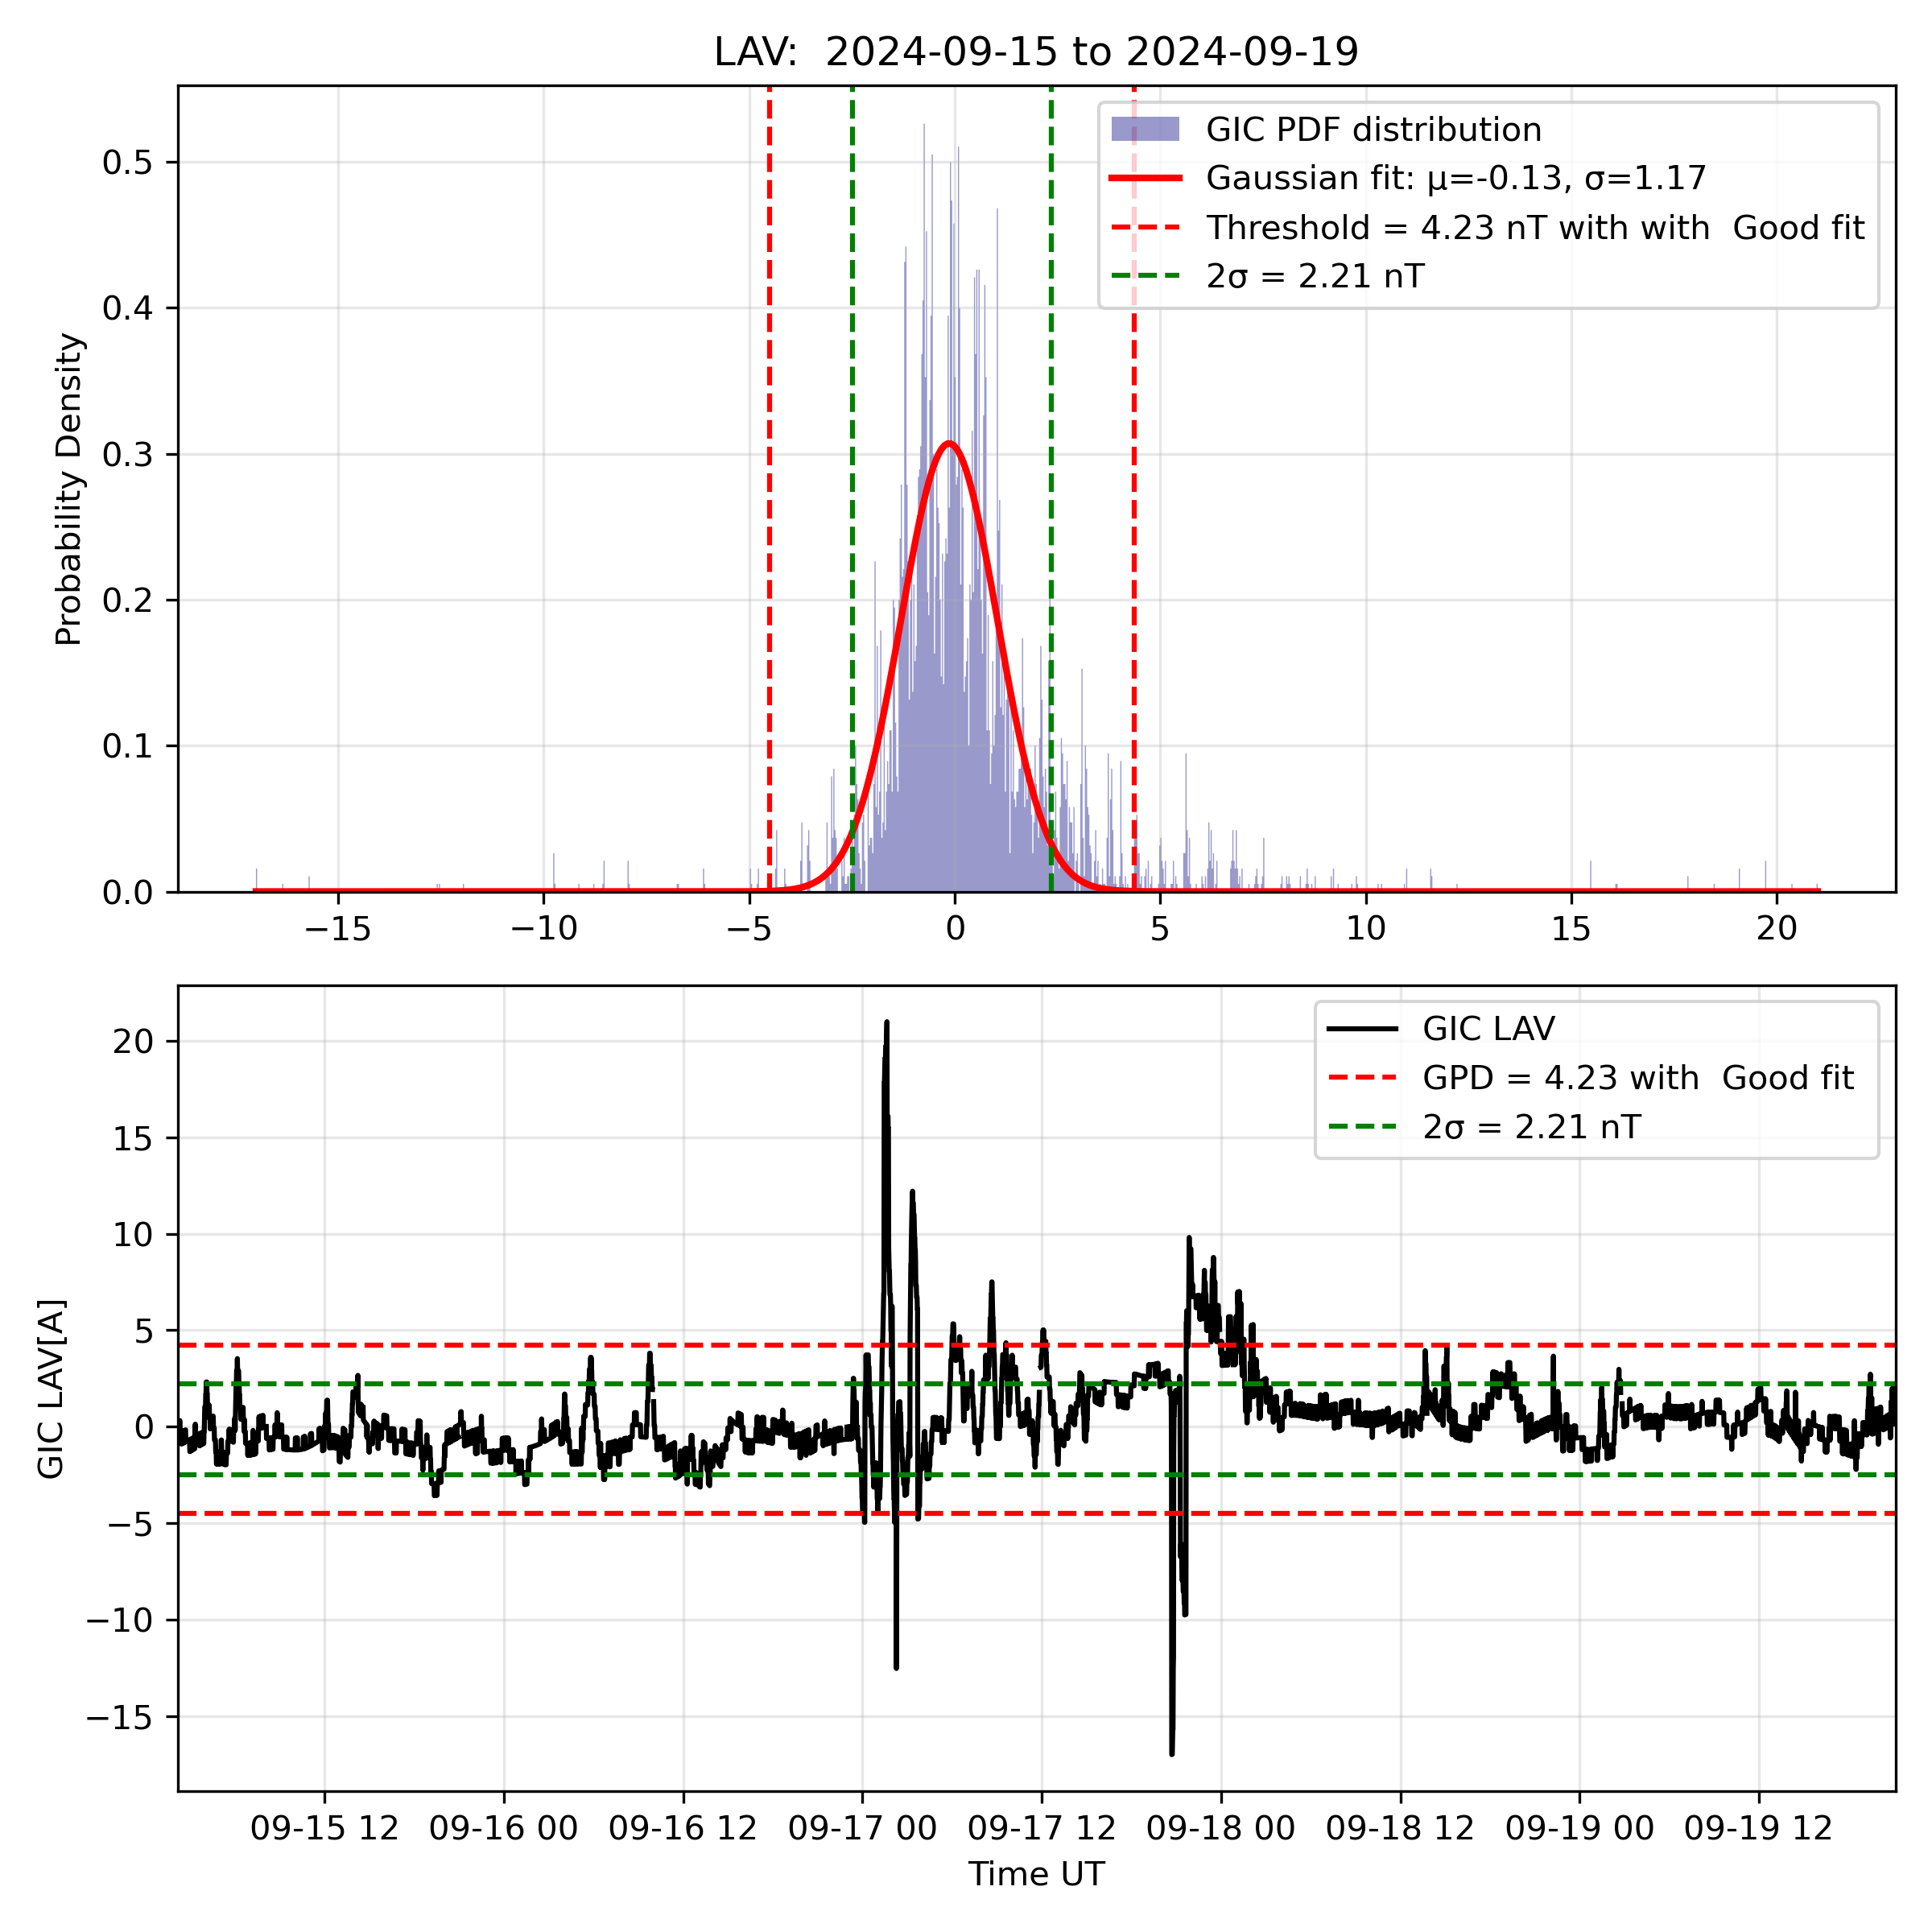 LAV:  2024-09-15 to 2024-09-19
Probability Density
0.5
0.4
0.3
0.2
0.1
0.0
GIC PDF distribution
Gaussian fit: μ=-0.13, σ=1.17
Threshold = 4.23 nT with with  Good fit
2σ = 2.21 nT
−15 −10 −5 0 5 10 15 20
GIC LAV[A]
20
15
10
5
0
−5
−10
−15
GIC LAV
GPD = 4.23 with  Good fit
2σ = 2.21 nT
09-15 12 09-16 00 09-16 12 09-17 00 09-17 12 09-18 00 09-18 12 09-19 00 09-19 12
Time UT